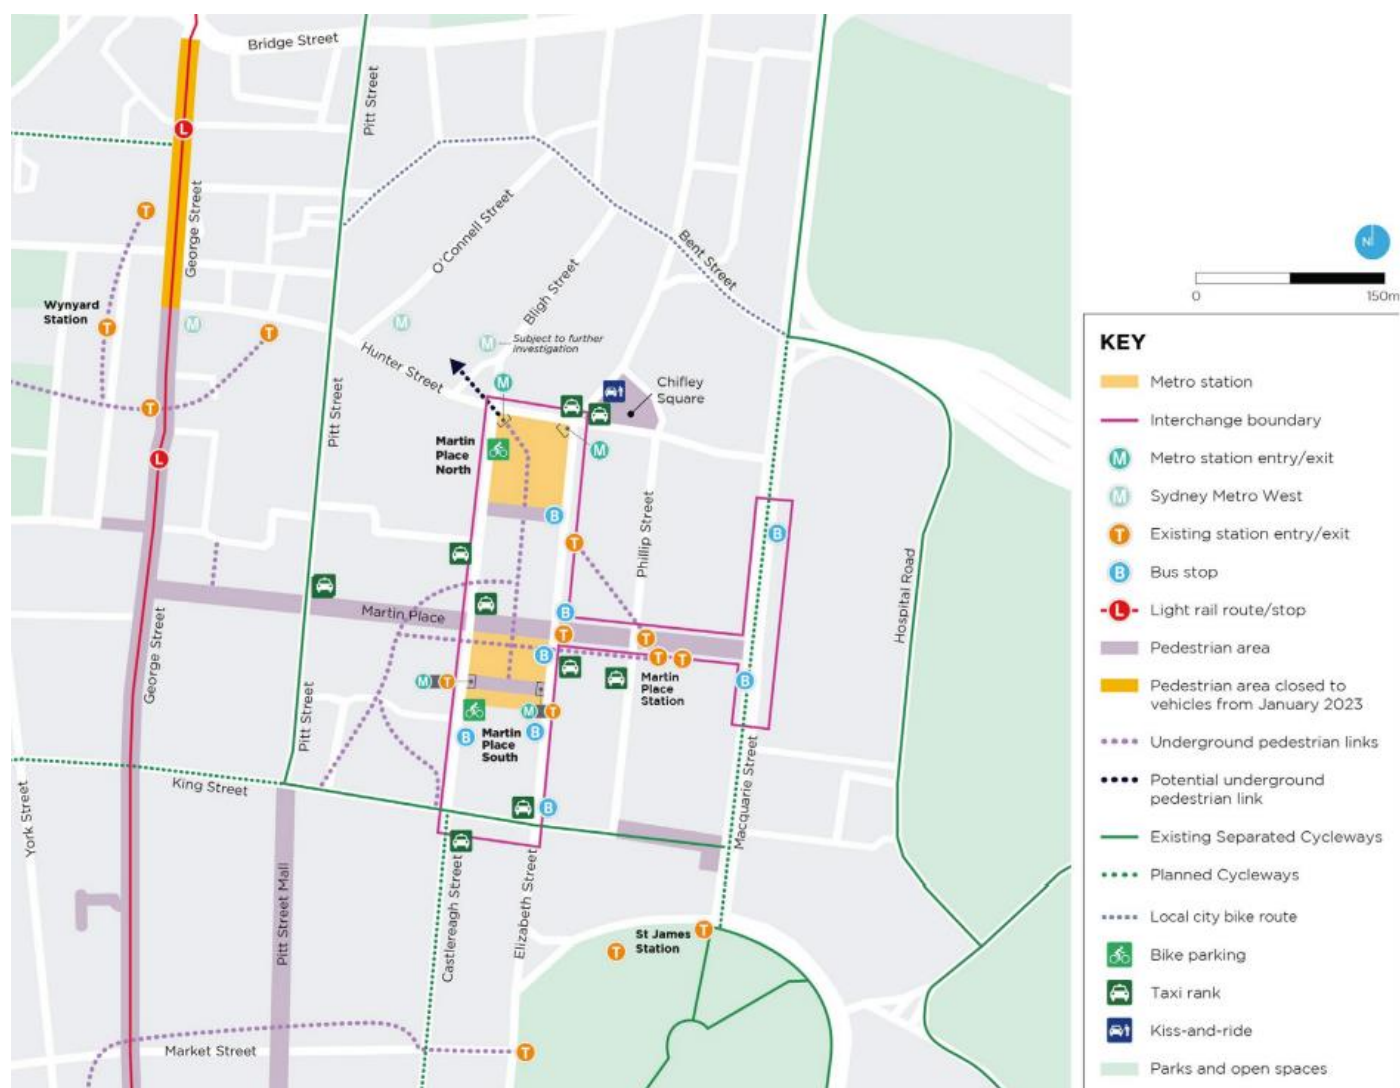 Bridge Street
Pitt Street
L
T
George Street
O'Connell Street
Bent Street
Bligh Street
Wynyard
Station
T
M
T
M
M
Subject to further
investigation
Hunter Street
M
Chifley
Square
Pitt Street
T
L
Martin
Place
North
M
B
T
B
Phillip Street
Hospital Road
Martin Place
B
T
T
B
T
T
George Street
M
T
Martin
Place
Station
B
Pitt Street
M
T
B
Martin
Place
South
B
King Street
B
York Street
Macquarie Street
Pitt Street Mall
Castlereagh Street
Elizabeth Street
St James
Station
T
T
Market Street
T
N
0
150m
KEY
Metro station
Interchange boundary
M Metro station entry/exit
M Sydney Metro West
T Existing station entry/exit
B Bus stop
L Light rail route/stop
Pedestrian area
Pedestrian area closed to
vehicles from January 2023
Underground pedestrian links
Potential underground
pedestrian link
Existing Separated Cycleways
Planned Cycleways
Local city bike route
Bike parking
Taxi rank
Kiss-and-ride
Parks and open spaces